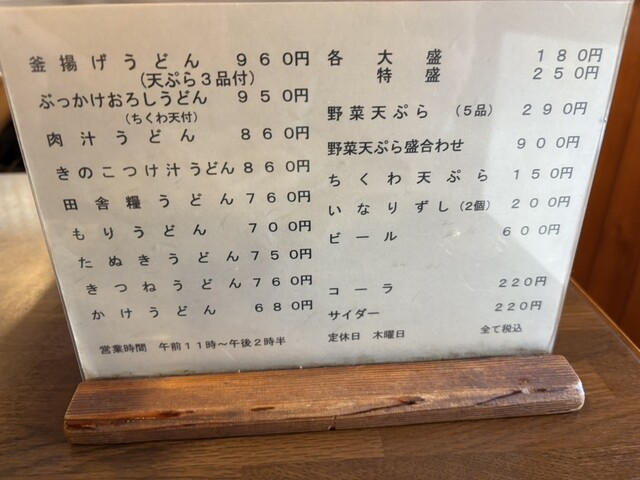 釜揚げうどん ９６０円
（天ぷら３品付）
ぶっかけおろしうどん ９５０円
（ちくわ天付）
肉汁うどん ８６０円
きのこつけ汁うどん ８６０円
田舎糧うどん ７６０円
もりうどん ７００円
たぬきうどん ７５０円
きつねうどん ７６０円
かけうどん ６８０円
営業時間 午前１１時～午後２時半
各大盛 １８０円
特盛 ２５０円
野菜天ぷら （５品） ２９０円
野菜天ぷら盛合わせ ９００円
ちくわ天ぷら １５０円
いなりずし（２個） ２００円
ビール ６００円
コーラ ２２０円
サイダー ２２０円
定休日 木曜日 全て税込